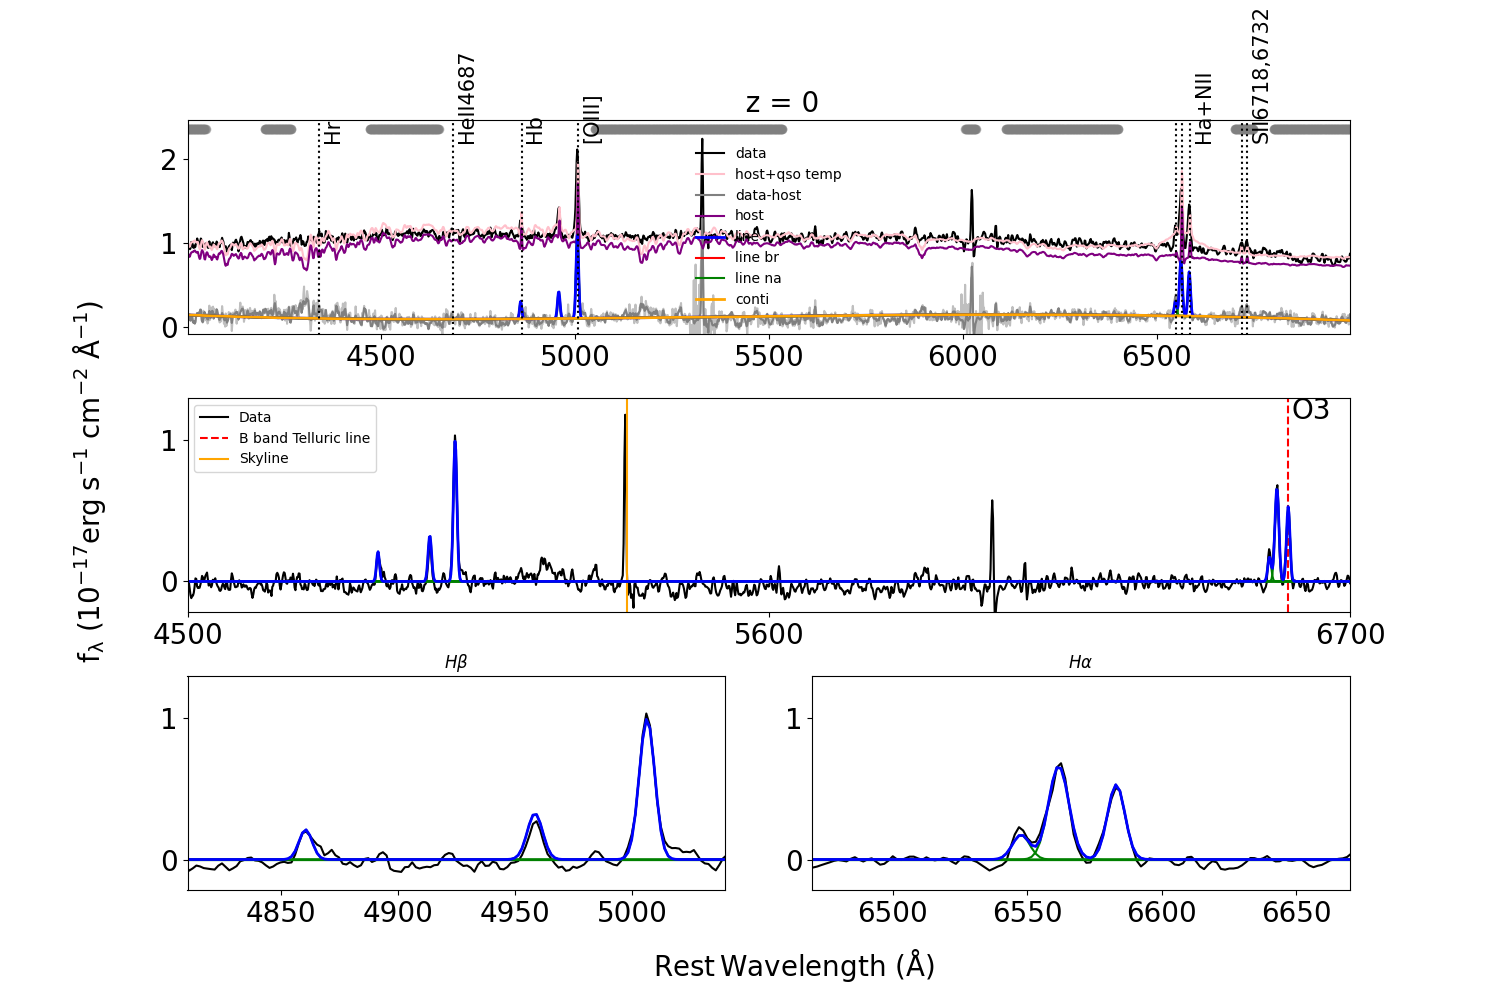 z = 0
Hr
HeII4687
Hb
[OIII]
Ha+NII
SII6718,6732
2
1
0
data
host+qso temp
data-host
host
line br
line na
conti
4500 5000 5500 6000 6500
fλ (10⁻¹⁷erg s⁻¹ cm⁻² Å⁻¹)
1
0
Data
B band Telluric line
Skyline
O3
4500 5600 6700
Hβ
1
0
4850 4900 4950 5000
Hα
1
0
6500 6550 6600 6650
Rest Wavelength (Å)